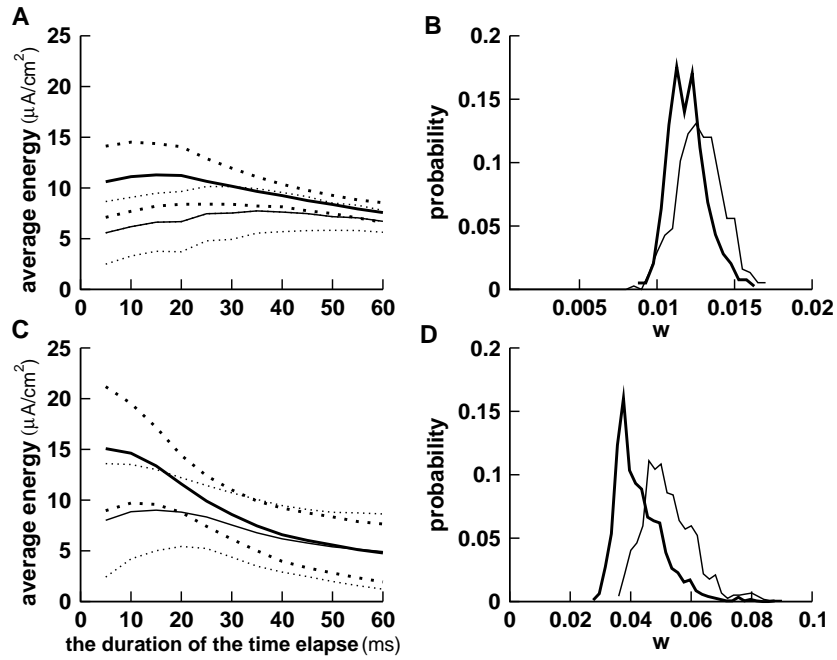 A
25
20
15
10
5
0
0 10 20 30 40 50 60
average energy (μA/cm²)
B
0.2
0.15
0.1
0.05
0
0.005 0.01 0.015 0.02
probability
w
C
25
20
15
10
5
0
0 10 20 30 40 50 60
average energy (μA/cm²)
the duration of the time elapse (ms)
D
0.2
0.15
0.1
0.05
0
0 0.02 0.04 0.06 0.08 0.1
probability
w